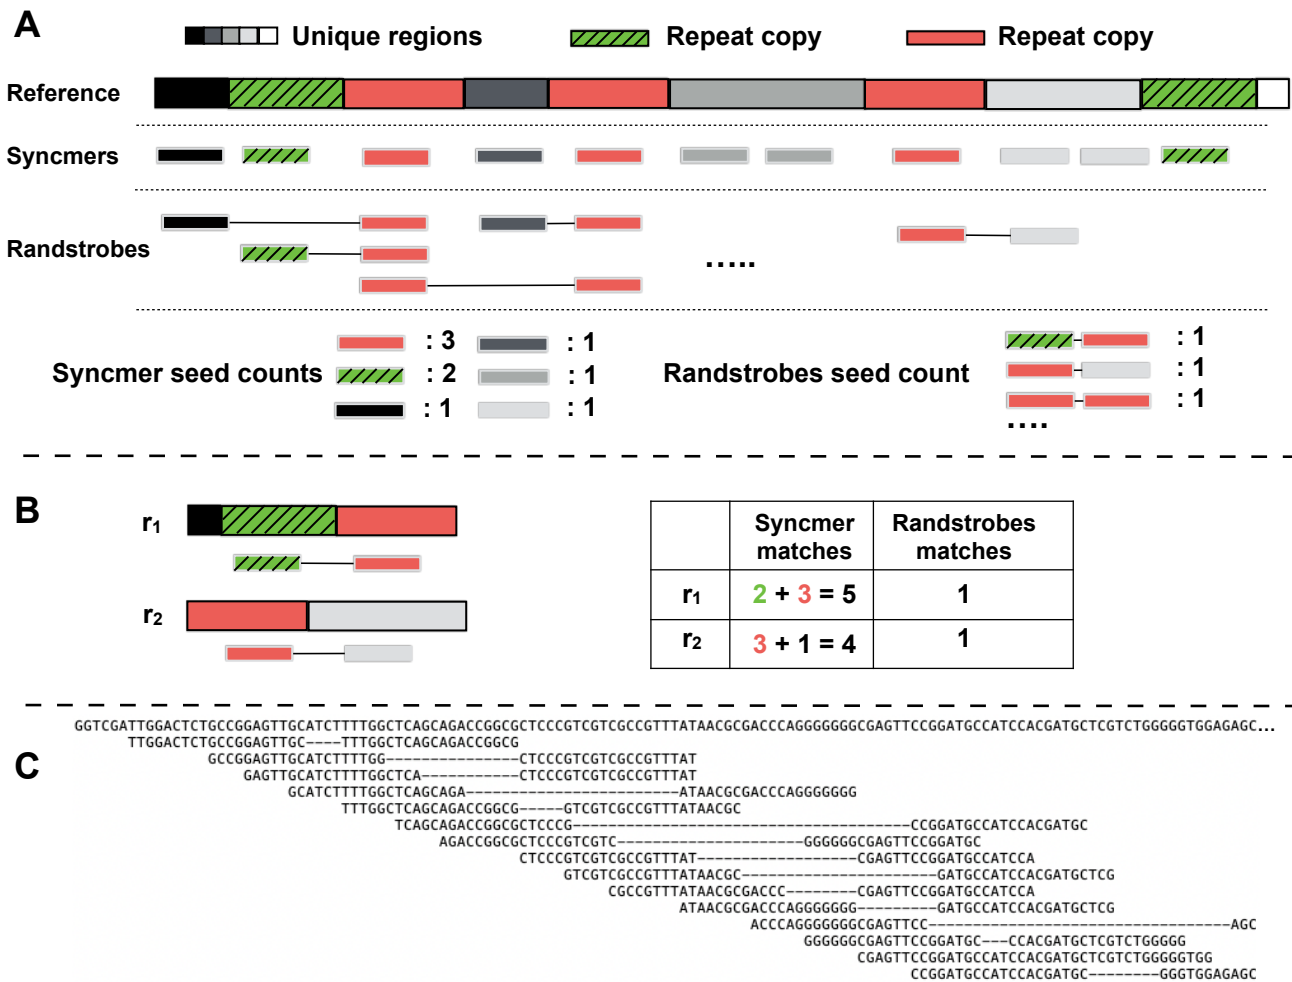 A
Unique regions
Repeat copy
Repeat copy
Reference
Syncmers
Randstrobes
.....
Syncmer seed counts
: 3
: 2
: 1
: 1
: 1
: 1
Randstrobes seed count
: 1
: 1
: 1
....
B
r1
r2
Syncmer matches
Randstrobes matches
r1 2 + 3 = 5 1
r2 3 + 1 = 4 1
C
GGTCGATTGGACTCTGCCGGAGTTGCATCTTTTGGCTCAGCAGACCGGCGCTCCCGTCGTCGCCGTTTATAACGCGACCCAGGGGGGGCGAGTTCCGGATGCCATCCACGATGCTCGTCTGGGGGTGGAGAGC...
TTGGACTCTGCCGGAGTTGC----TTTGGCTCAGCAGACCGGCG
GCCGGAGTTGCATCTTTTGG---------------CTCCCGTCGTCGCCGTTTAT
GAGTTGCATCTTTTGGCTCA-----------CTCCCGTCGTCGCCGTTTAT
GCATCTTTTGGCTCAGCAGA------------------------ATAACGCGACCCAGGGGGGG
TTTGGCTCAGCAGACCGGCG-----GTCGTCGCCGTTTATAACGC
TCAGCAGACCGGCGCTCCCG--------------------------------------CCGGATGCCATCCACGATGC
AGACCGGCGCTCCCGTCGTC---------------------GGGGGGCGAGTTCCGGATGC
CTCCCGTCGTCGCCGTTTAT------------------CGAGTTCCGGATGCCATCCA
GTCGTCGCCGTTTATAACGC----------------------GATGCCATCCACGATGCTCG
CGCCGTTTATAACGCGACCC--------CGAGTTCCGGATGCCATCCA
ATAACGCGACCCAGGGGGGG---------GATGCCATCCACGATGCTCG
ACCCAGGGGGGGCGAGTTCC----------------------------------AGC
GGGGGGCGAGTTCCGGATGC---CCACGATGCTCGTCTGGGGG
CGAGTTCCGGATGCCATCCACGATGCTCGTCTGGGGGTGG
CCGGATGCCATCCACGATGC--------GGGTGGAGAGC